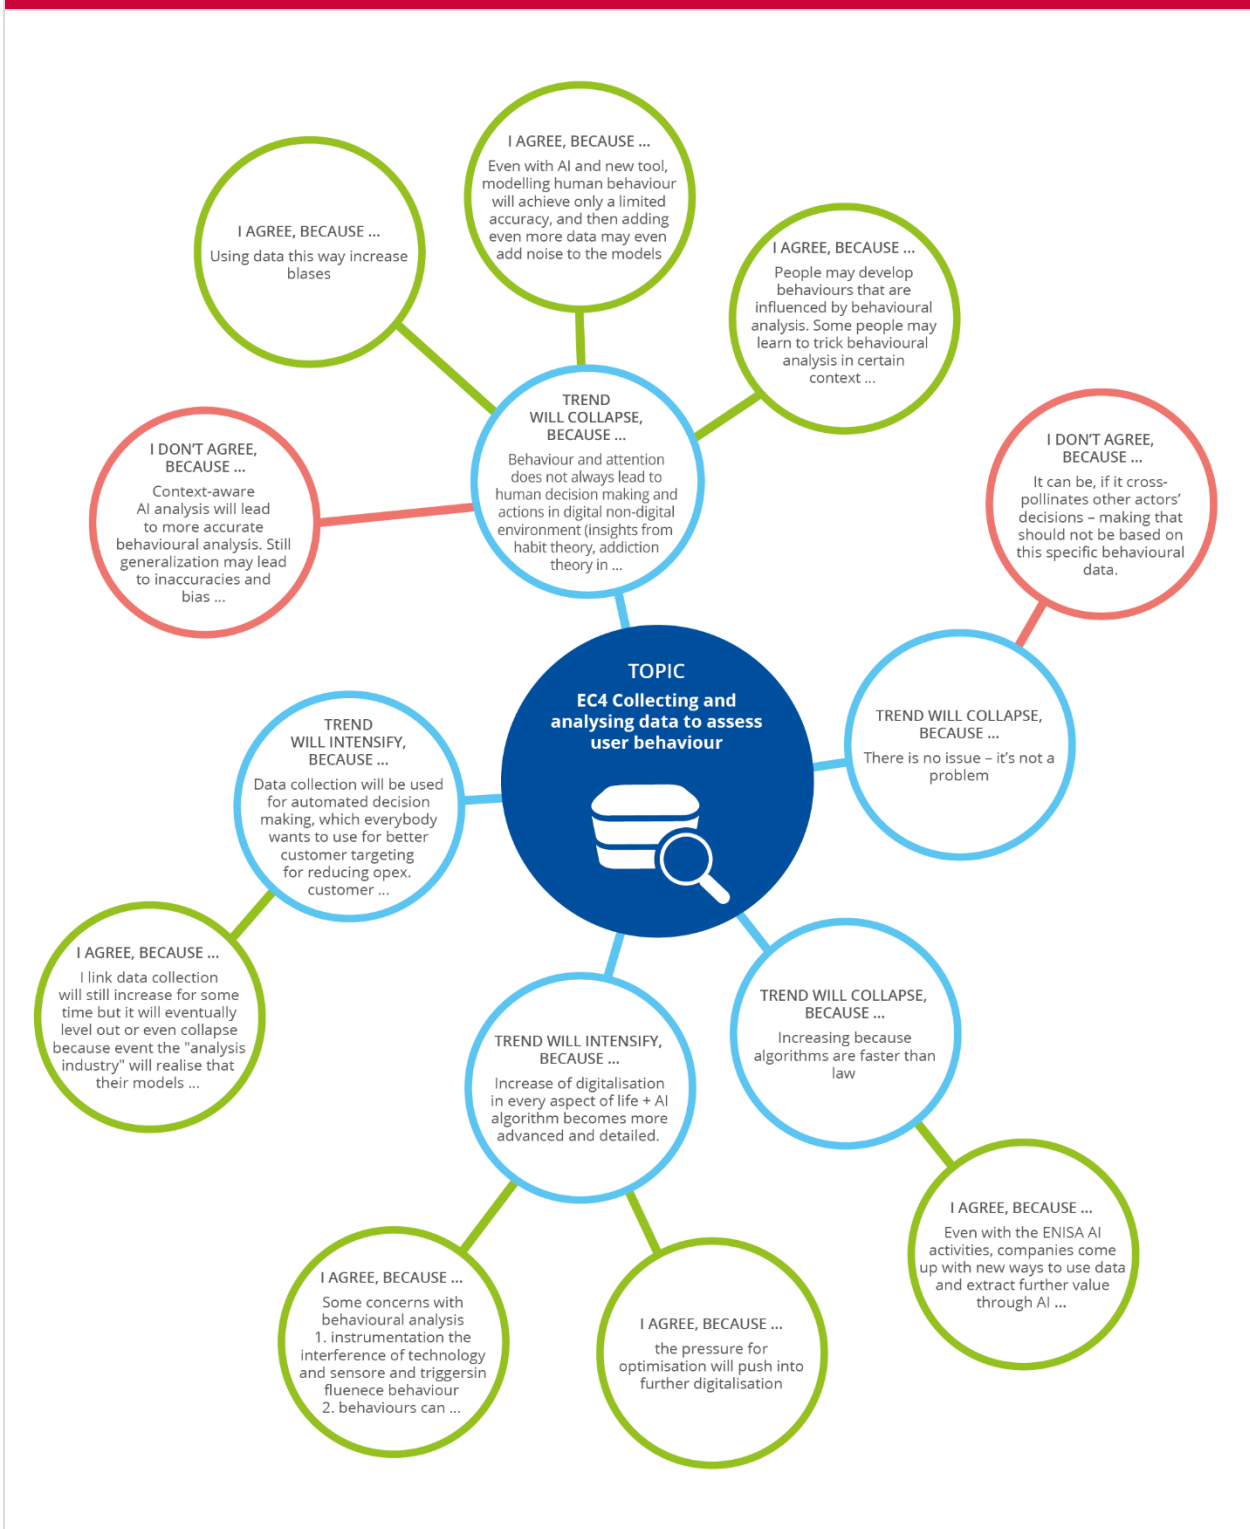 I AGREE, BECAUSE ...
Even with AI and new tool,
modelling human behaviour
will achieve only a limited
accuracy, and then adding
even more data may even
add noise to the models
I AGREE, BECAUSE ...
Using data this way increase
blases
I AGREE, BECAUSE ...
People may develop
behaviours that are
influenced by behavioural
analysis. Some people may
learn to trick behavioural
analysis in certain
context ...
TREND
WILL COLLAPSE,
BECAUSE ...
Behaviour and attention
does not always lead to
human decision making and
actions in digital non-digital
environment (insights from
habit theory, addiction
theory in ...
I DON'T AGREE,
BECAUSE ...
Context-aware
AI analysis will lead
to more accurate
behavioural analysis. Still
generalization may lead
to inaccuracies and
bias ...
I DON'T AGREE,
BECAUSE ...
It can be, if it cross-
pollinates other actors'
decisions – making that
should not be based on
this specific behavioural
data.
TOPIC
EC4 Collecting and
analysing data to assess
user behaviour
TREND WILL COLLAPSE,
BECAUSE ...
There is no issue – it's not a
problem
TREND
WILL INTENSIFY,
BECAUSE ...
Data collection will be used
for automated decision
making, which everybody
wants to use for better
customer targeting
for reducing opex.
customer ...
I AGREE, BECAUSE ...
I link data collection
will still increase for some
time but it will eventually
level out or even collapse
because event the "analysis
industry" will realise that
their models ...
TREND WILL INTENSIFY,
BECAUSE ...
Increase of digitalisation
in every aspect of life + AI
algorithm becomes more
advanced and detailed.
TREND WILL COLLAPSE,
BECAUSE ...
Increasing because
algorithms are faster than
law
I AGREE, BECAUSE ...
Even with the ENISA AI
activities, companies come
up with new ways to use data
and extract further value
through AI ...
I AGREE, BECAUSE ...
Some concerns with
behavioural analysis
1. instrumentation the
interference of technology
and sensore and triggersin
fluenece behaviour
2. behaviours can ...
I AGREE, BECAUSE ...
the pressure for
optimisation will push into
further digitalisation